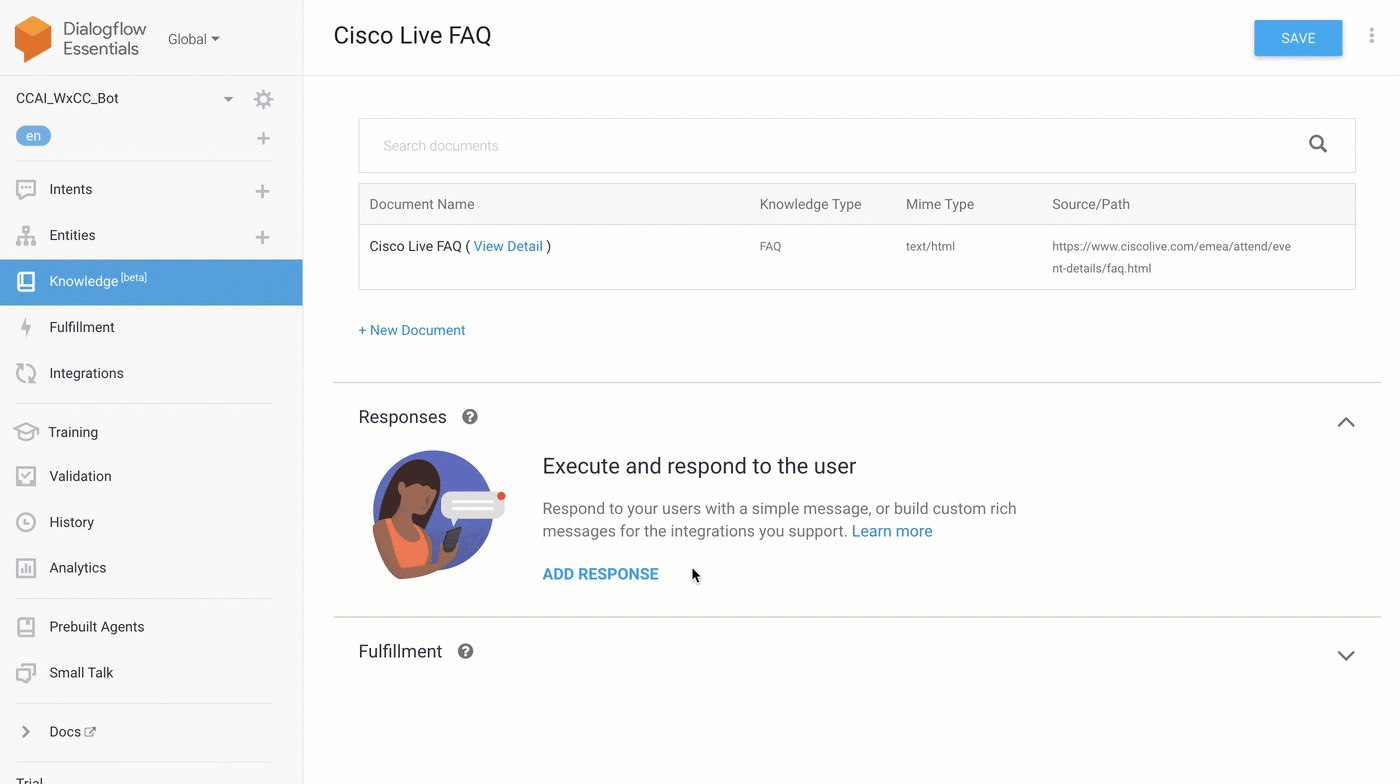 Dialogflow
Essentials
Global
CCAI_WxCC_Bot
en
Intents
Entities
Knowledge [beta]
Fulfillment
Integrations
Training
Validation
History
Analytics
Prebuilt Agents
Small Talk
Docs
Trial
Cisco Live FAQ
SAVE
Search documents
Document Name Knowledge Type Mime Type Source/Path
Cisco Live FAQ ( View Detail ) FAQ text/html https://www.ciscolive.com/emea/attend/eve
nt-details/faq.html
+ New Document
Responses ?
Execute and respond to the user
Respond to your users with a simple message, or build custom rich
messages for the integrations you support. Learn more
ADD RESPONSE
Fulfillment ?